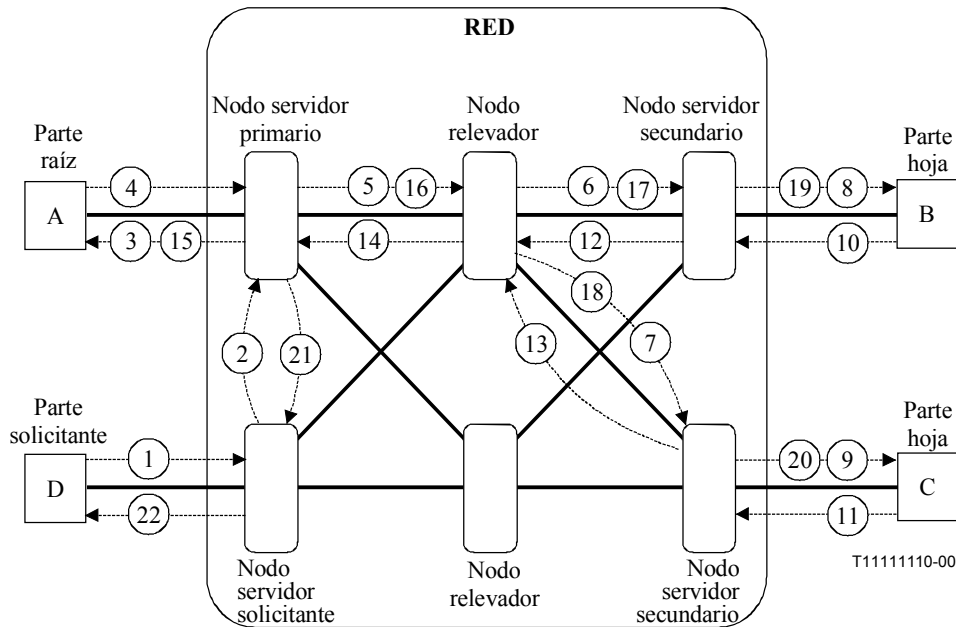 RED
Nodo servidor
primario
Nodo
relevador
Nodo servidor
secundario
Parte
raíz
Parte
hoja
4
5
16
6
17
19
8
A
B
3
15
14
12
10
18
2
21
13
7
Parte
solicitante
Parte
hoja
1
20
9
D
C
22
11
Nodo
servidor
solicitante
Nodo
relevador
Nodo
servidor
secundario
T11111110-00